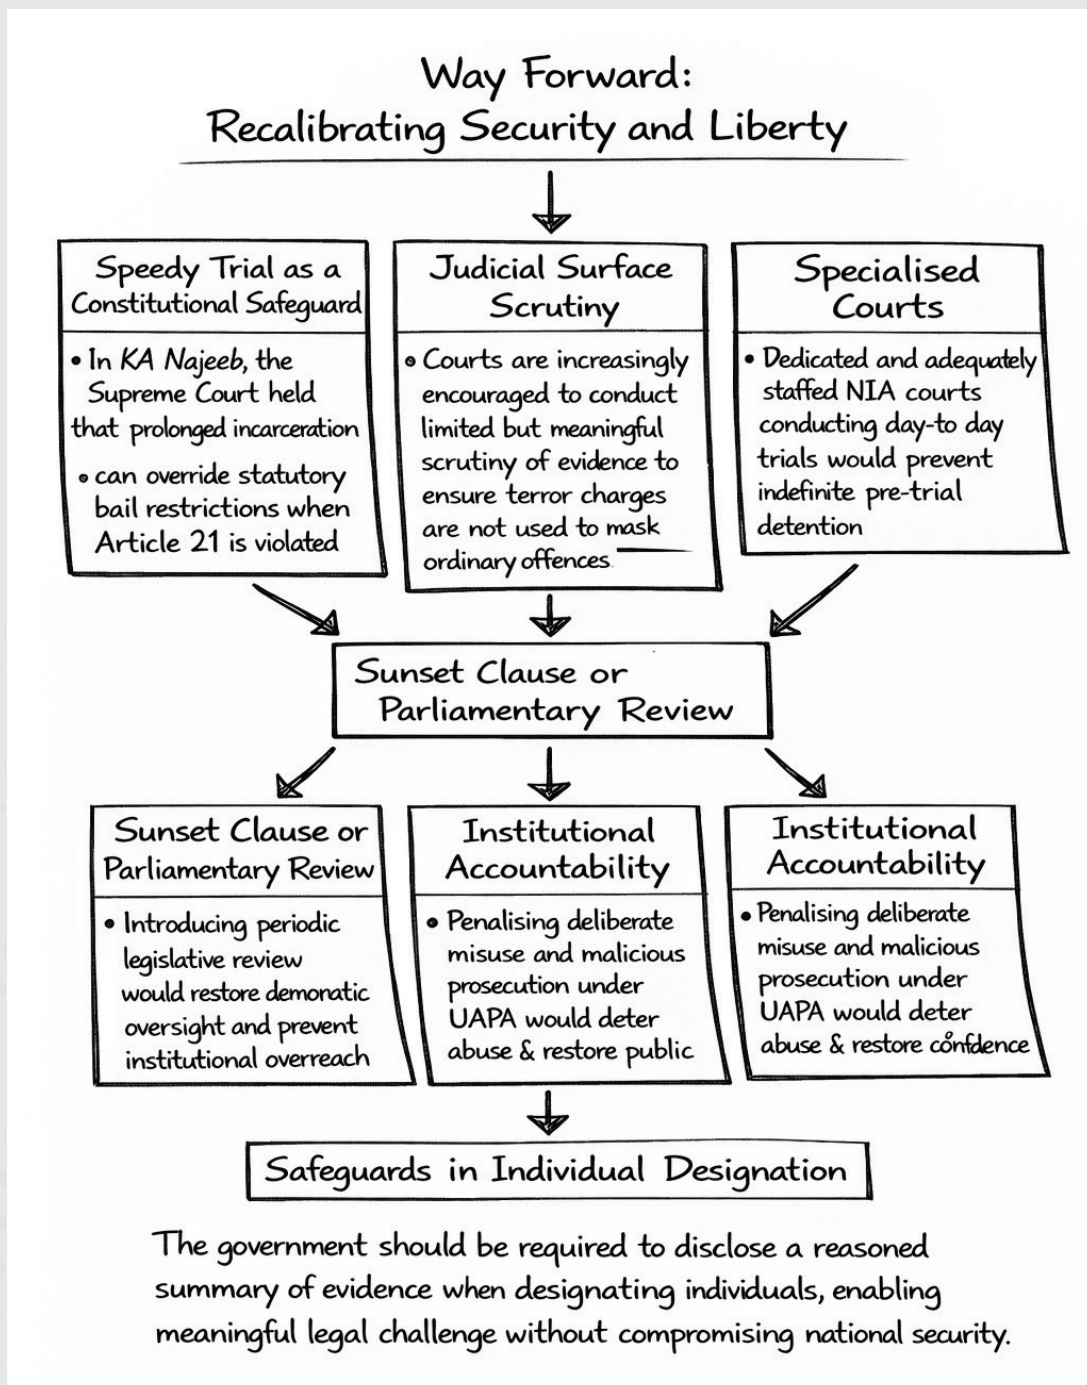 Way Forward:
Recalibrating Security and Liberty
Speedy Trial as a
Constitutional Safeguard
• In KA Najeeb, the
Supreme Court held
that prolonged incarceration
• can override statutory
bail restrictions when
Article 21 is violated
Judicial Surface
Scrutiny
• Courts are increasingly
encouraged to conduct
limited but meaningful
scrutiny of evidence to
ensure terror charges
are not used to mask
ordinary offences.
Specialised
Courts
• Dedicated and adequately
staffed NIA courts
conducting day-to day
trials would prevent
indefinite pre-trial
detention
Sunset Clause or
Parliamentary Review
Sunset Clause or
Parliamentary Review
• Introducing periodic
legislative review
would restore demonatic
oversight and prevent
institutional overreach
Institutional
Accountability
• Penalising deliberate
misuse and malicious
prosecution under
UAPA would deter
abuse & restore public
Institutional
Accountability
• Penalising deliberate
misuse and malicious
prosecution under
UAPA would deter
abuse & restore confdence
Safeguards in Individual Designation
The government should be required to disclose a reasoned
summary of evidence when designating individuals, enabling
meaningful legal challenge without compromising national security.